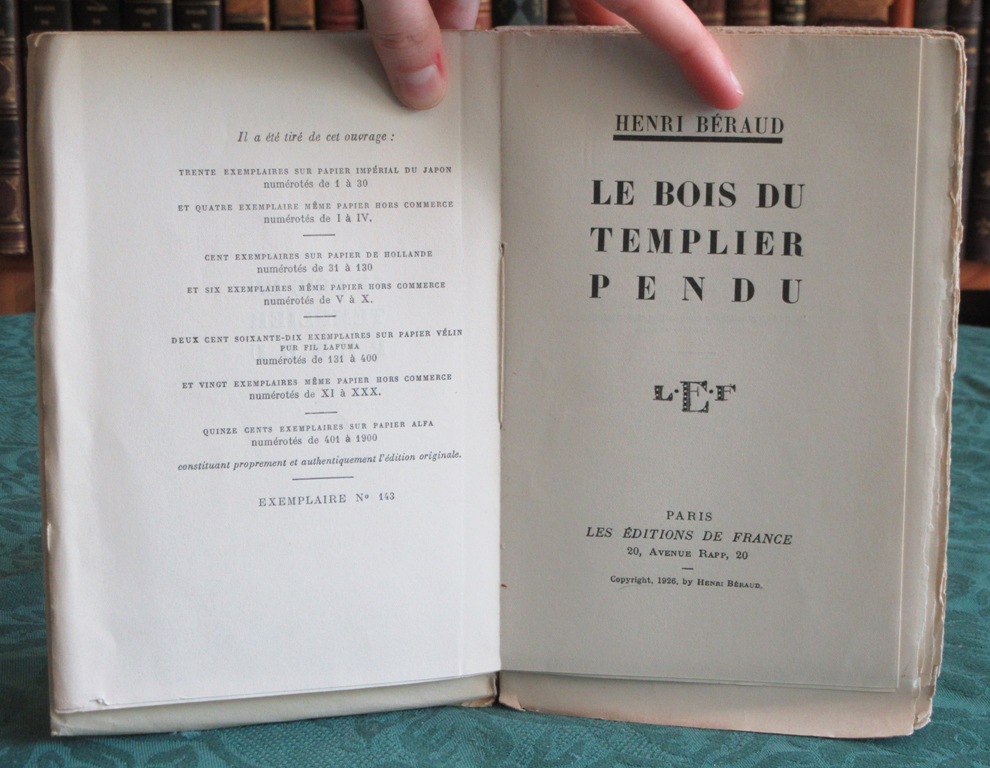 Il a été tiré de cet ouvrage :
TRENTE EXEMPLAIRES SUR PAPIER IMPÉRIAL DU JAPON
numérotés de 1 à 30
ET QUATRE EXEMPLAIRE MÊME PAPIER HORS COMMERCE
numérotés de I à IV.
CENT EXEMPLAIRES SUR PAPIER DE HOLLANDE
numérotés de 31 à 130
ET SIX EXEMPLAIRES MÊME PAPIER HORS COMMERCE
numérotés de V à X.
DEUX CENT SOIXANTE-DIX EXEMPLAIRES SUR PAPIER VÉLIN
PUR FIL LAFUMA
numérotés de 131 à 400
ET VINGT EXEMPLAIRES MÊME PAPIER HORS COMMERCE
numérotés de XI à XXX.
QUINZE CENTS EXEMPLAIRES SUR PAPIER ALFA
numérotés de 401 à 1900
constituant proprement et authentiquement l'édition originale.
EXEMPLAIRE Nº 143
HENRI BÉRAUD
LE BOIS DU
TEMPLIER
PENDU
L·E·F
PARIS
LES ÉDITIONS DE FRANCE
20, AVENUE RAPP, 20
Copyright, 1926, by HENRI BÉRAUD.